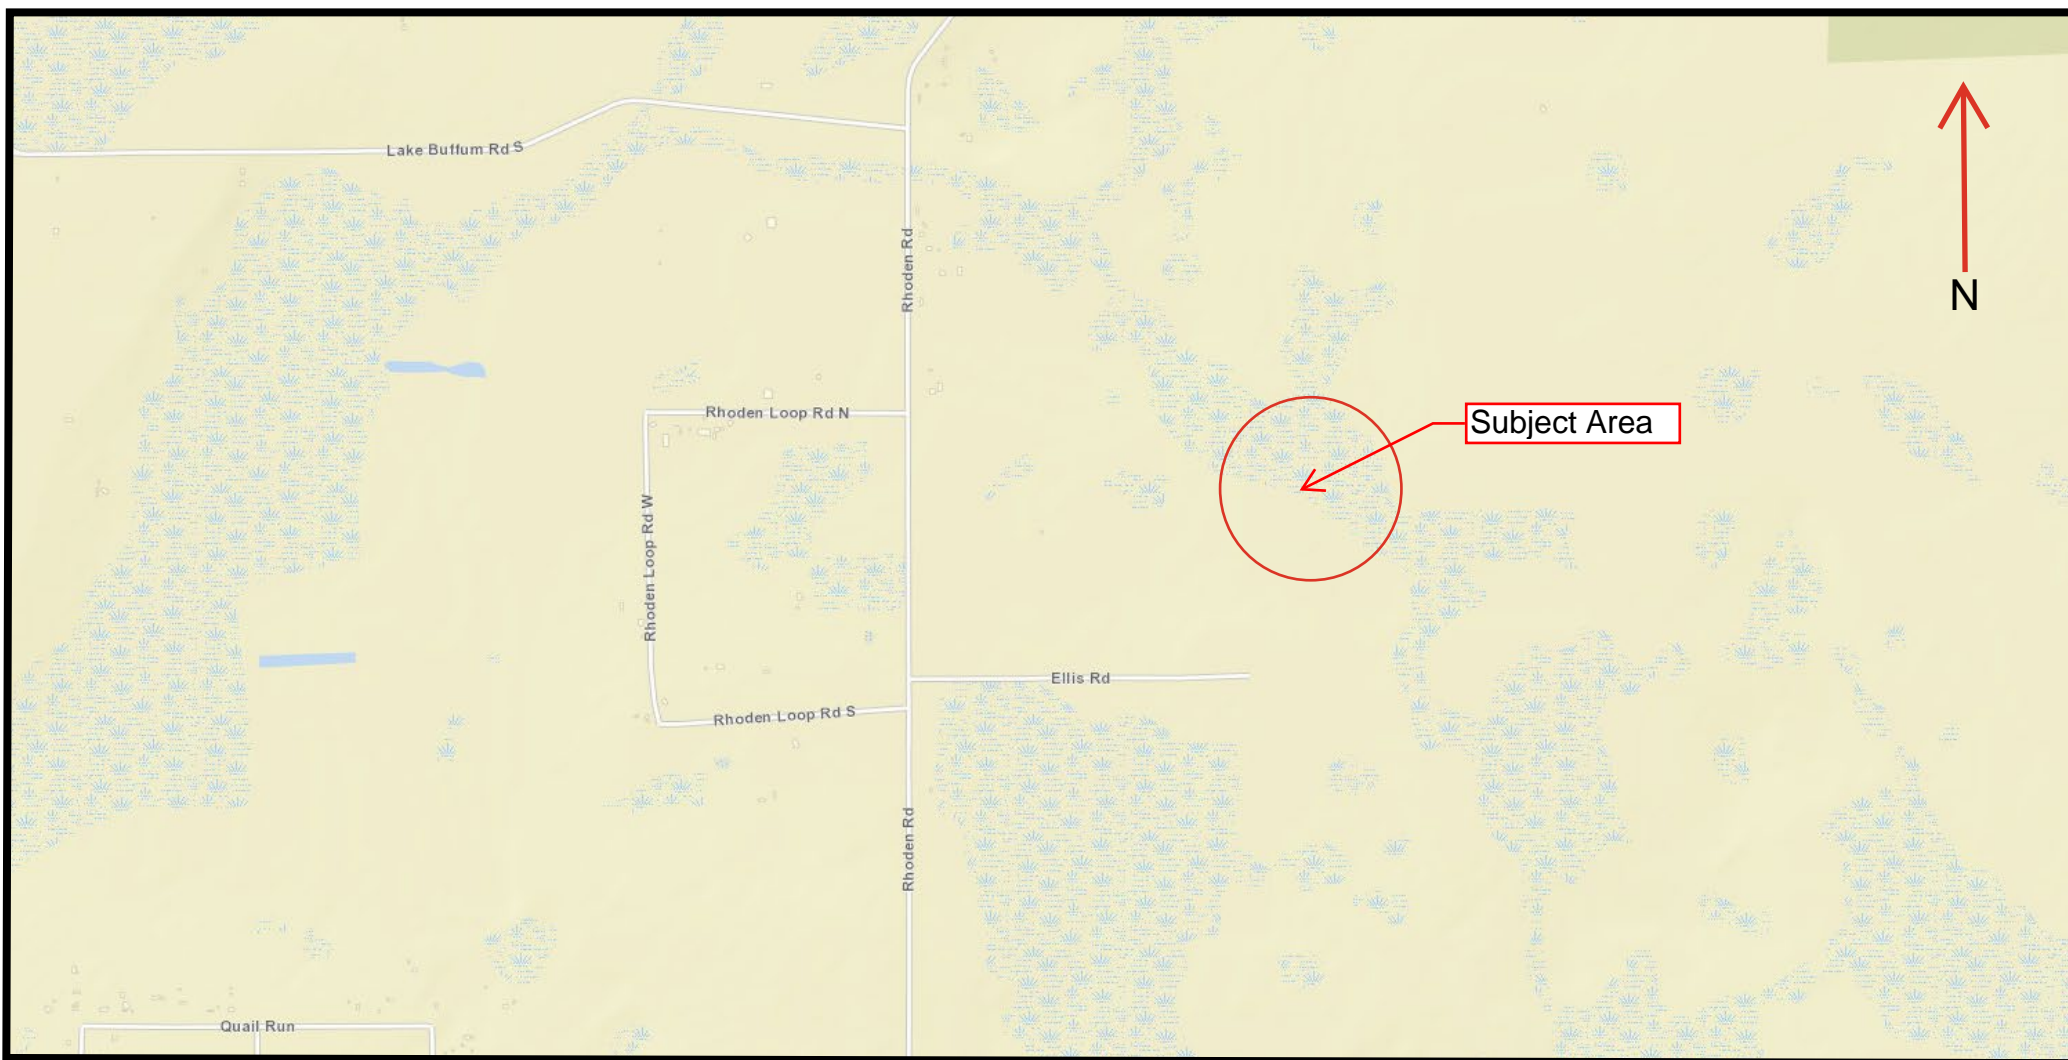 Lake Buffum Rd S
Rhoden Rd
N
Rhoden Loop Rd N
Subject Area
Rhoden Loop Rd W
Ellis Rd
Rhoden Loop Rd S
Rhoden Rd
Quail Run